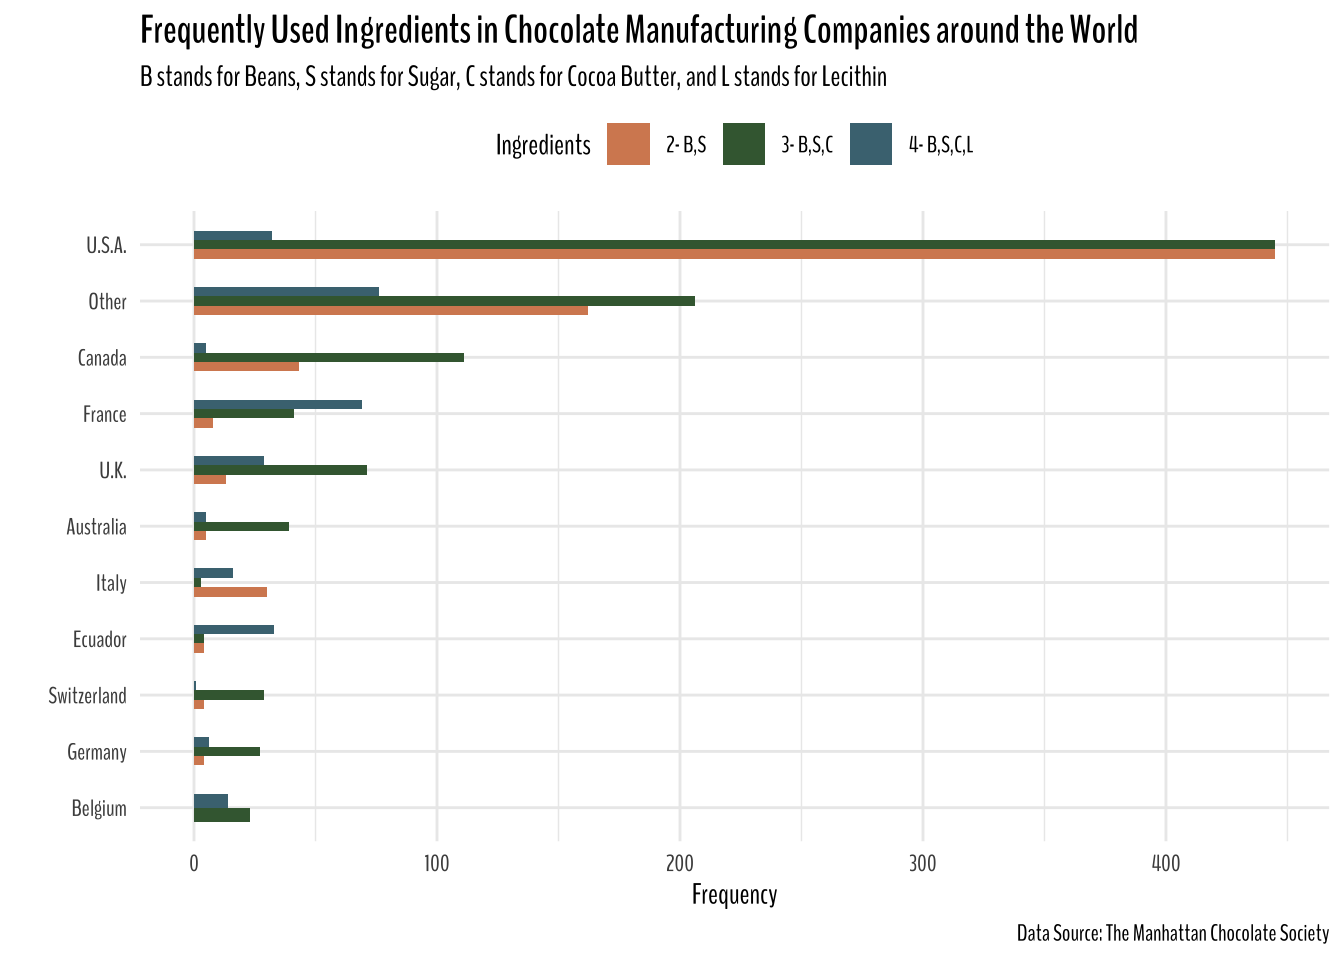 Frequently Used Ingredients in Chocolate Manufacturing Companies around the World
B stands for Beans, S stands for Sugar, C stands for Cocoa Butter, and L stands for Lecithin
Ingredients 2- B,S 3- B,S,C 4- B,S,C,L
U.S.A.
Other
Canada
France
U.K.
Australia
Italy
Ecuador
Switzerland
Germany
Belgium
0 100 200 300 400
Frequency
Data Source: The Manhattan Chocolate Society